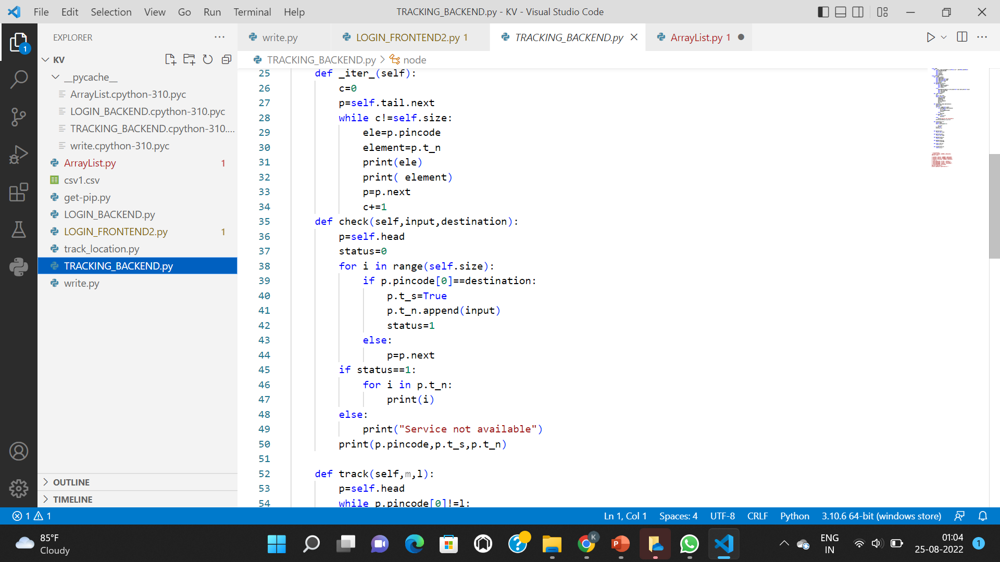 File Edit Selection View Go Run Terminal Help
TRACKING_BACKEND.py - KV - Visual Studio Code
EXPLORER
KV
__pycache__
ArrayList.cpython-310.pyc
LOGIN_BACKEND.cpython-310.pyc
TRACKING_BACKEND.cpython-310....
write.cpython-310.pyc
ArrayList.py 1
csv1.csv
get-pip.py
LOGIN_BACKEND.py
LOGIN_FRONTEND2.py 1
track_location.py
TRACKING_BACKEND.py
write.py
OUTLINE
TIMELINE
1
write.py LOGIN_FRONTEND2.py 1 TRACKING_BACKEND.py ArrayList.py 1
TRACKING_BACKEND.py > node
25 def _iter_(self):
26 c=0
27 p=self.tail.next
28 while c!=self.size:
29 ele=p.pincode
30 element=p.t_n
31 print(ele)
32 print( element)
33 p=p.next
34 c+=1
35 def check(self,input,destination):
36 p=self.head
37 status=0
38 for i in range(self.size):
39 if p.pincode[0]==destination:
40 p.t_s=True
41 p.t_n.append(input)
42 status=1
43 else:
44 p=p.next
45 if status==1:
46 for i in p.t_n:
47 print(i)
48 else:
49 print("Service not available")
50 print(p.pincode,p.t_s,p.t_n)
51
52 def track(self,m,l):
53 p=self.head
54 while p.pincode[0]!=l:
1 1 Ln 1, Col 1 Spaces: 4 UTF-8 CRLF Python 3.10.6 64-bit (windows store)
85°F
Cloudy
K
P
ENG
IN
01:04
25-08-2022
1